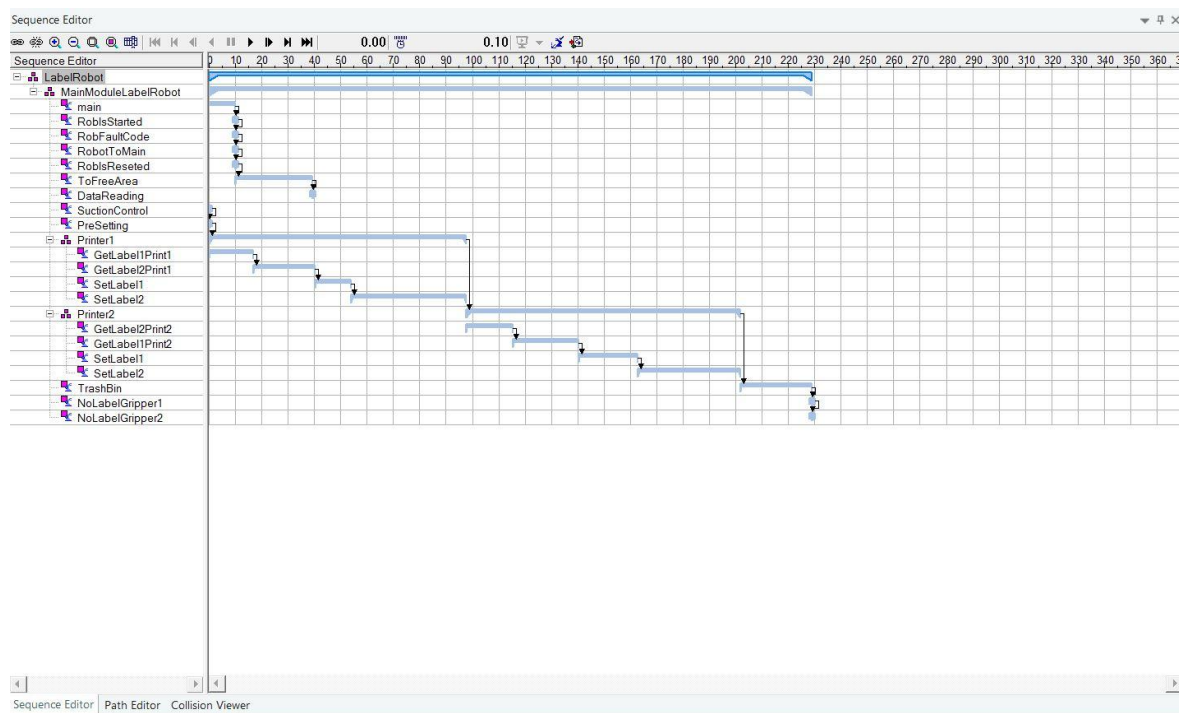 Sequence Editor
0.00 0.10
Sequence Editor 0 10 20 30 40 50 60 70 80 90 100 110 120 130 140 150 160 170 180 190 200 210 220 230 240 250 260 270 280 290 300 310 320 330 340 350 360 3
LabelRobot
MainModuleLabelRobot
main
RobIsStarted
RobFaultCode
RobotToMain
RobIsReseted
ToFreeArea
DataReading
SuctionControl
PreSetting
Printer1
GetLabel1Print1
GetLabel2Print1
SetLabel1
SetLabel2
Printer2
GetLabel2Print2
GetLabel1Print2
SetLabel1
SetLabel2
TrashBin
NoLabelGripper1
NoLabelGripper2
Sequence Editor Path Editor Collision Viewer